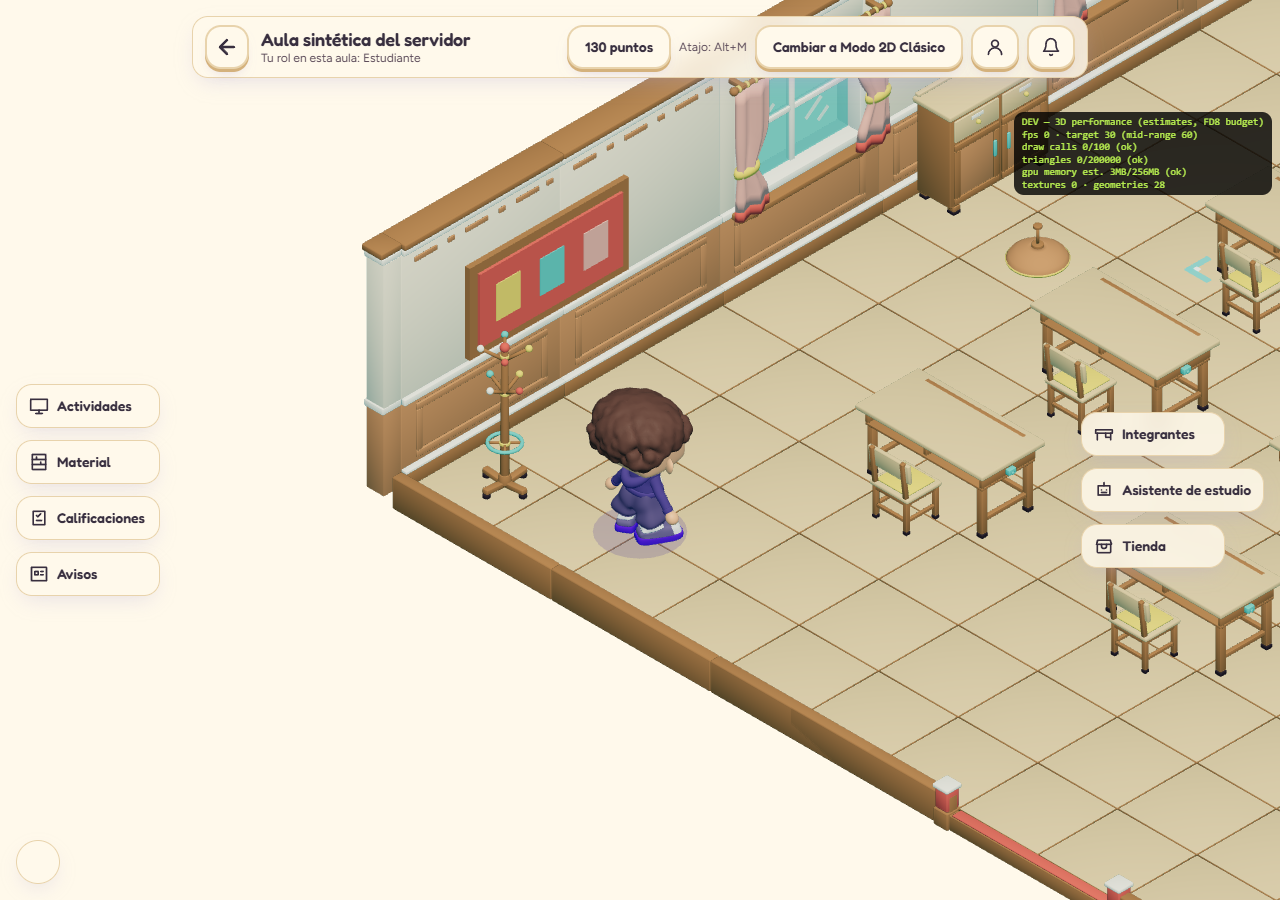 Aula sintética del servidor
Tu rol en esta aula: Estudiante
130 puntos
Atajo: Alt+M
Cambiar a Modo 2D Clásico
DEV — 3D performance (estimates, FD8 budget)
fps 0 · target 30 (mid-range 60)
draw calls 0/100 (ok)
triangles 0/200000 (ok)
gpu memory est. 3MB/256MB (ok)
textures 0 · geometries 28
Actividades
Material
Calificaciones
Avisos
Integrantes
Asistente de estudio
Tienda